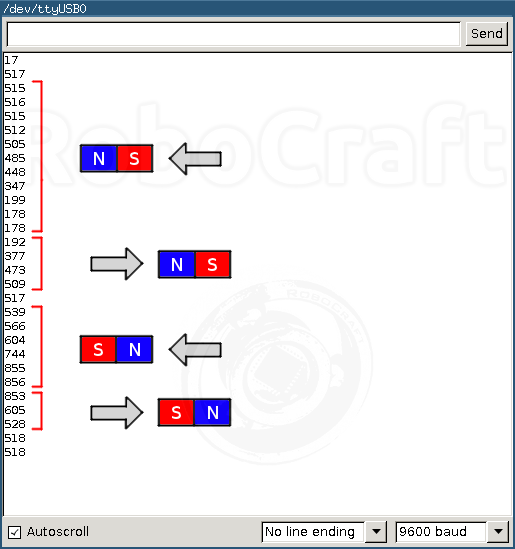 /dev/ttyUSB0
Send
17
517
515
516
515
512
505
485
448
347
199
178
178
192
377
473
509
517
539
566
604
744
855
856
853
605
528
518
518
N S
N S
S N
S N
RoboCraft
ROBOCRAFT
Autoscroll
No line ending
9600 baud